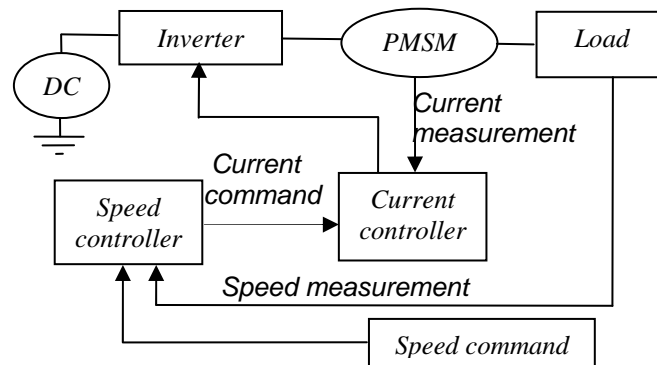 Inverter
PMSM
Load
DC
Current
measurement
Current
command
Speed
controller
Current
controller
Speed measurement
Speed command